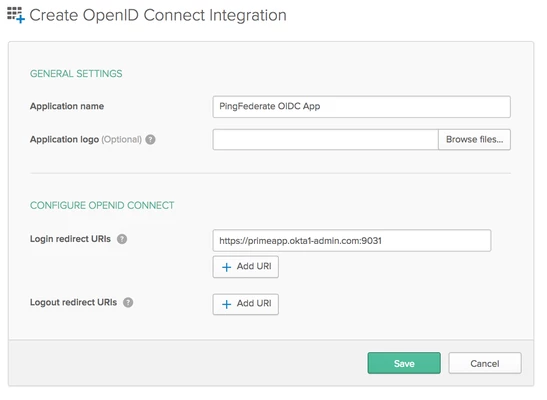 Create OpenID Connect Integration
GENERAL SETTINGS
Application name PingFederate OIDC App
Application logo (Optional) ? Browse files...
CONFIGURE OPENID CONNECT
Login redirect URIs ? https://primeapp.okta1-admin.com:9031
+ Add URI
Logout redirect URIs ? + Add URI
Save Cancel